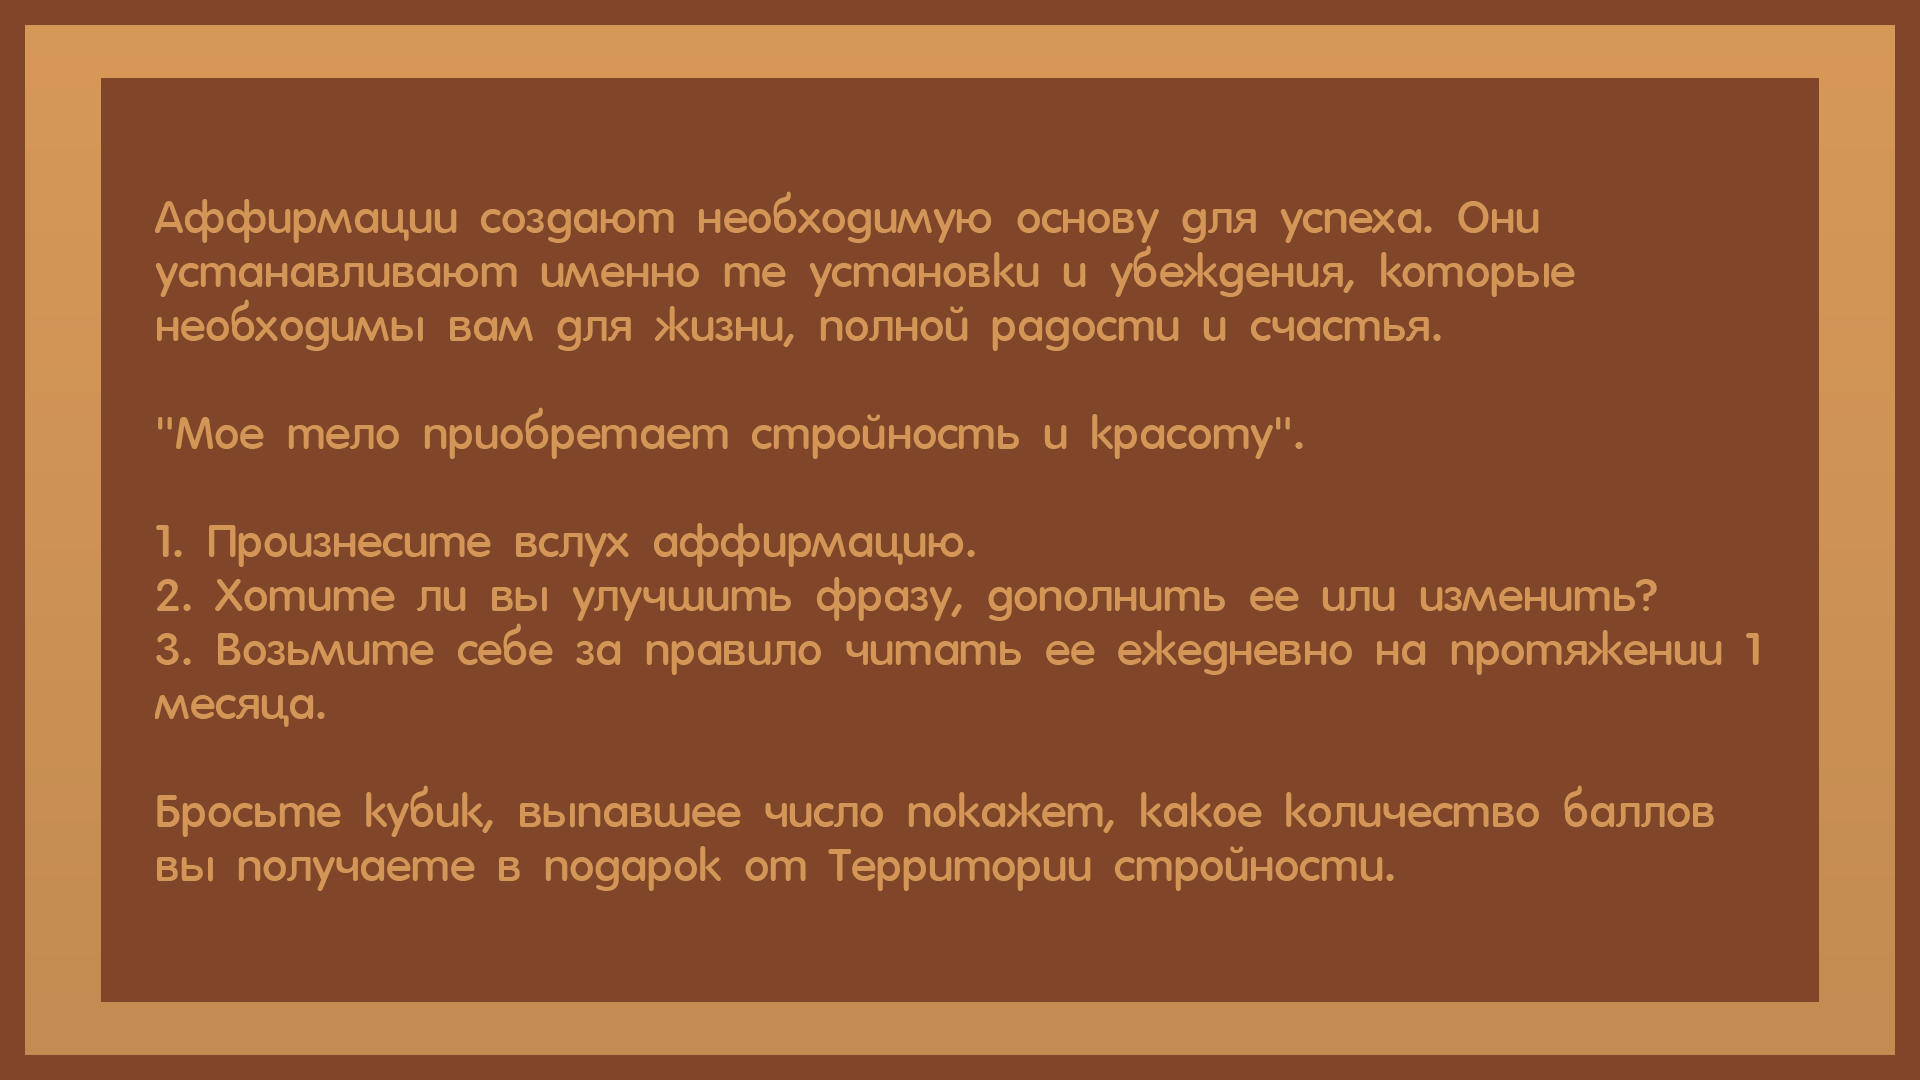 Аффирмации создают необходимую основу для успеха. Они
устанавливают именно те установки и убеждения, которые
необходимы вам для жизни, полной радости и счастья.
"Мое тело приобретает стройность и красоту".
1. Произнесите вслух аффирмацию.
2. Хотите ли вы улучшить фразу, дополнить ее или изменить?
3. Возьмите себе за правило читать ее ежедневно на протяжении 1
месяца.
Бросьте кубик, выпавшее число покажет, какое количество баллов
вы получаете в подарок от Территории стройности.